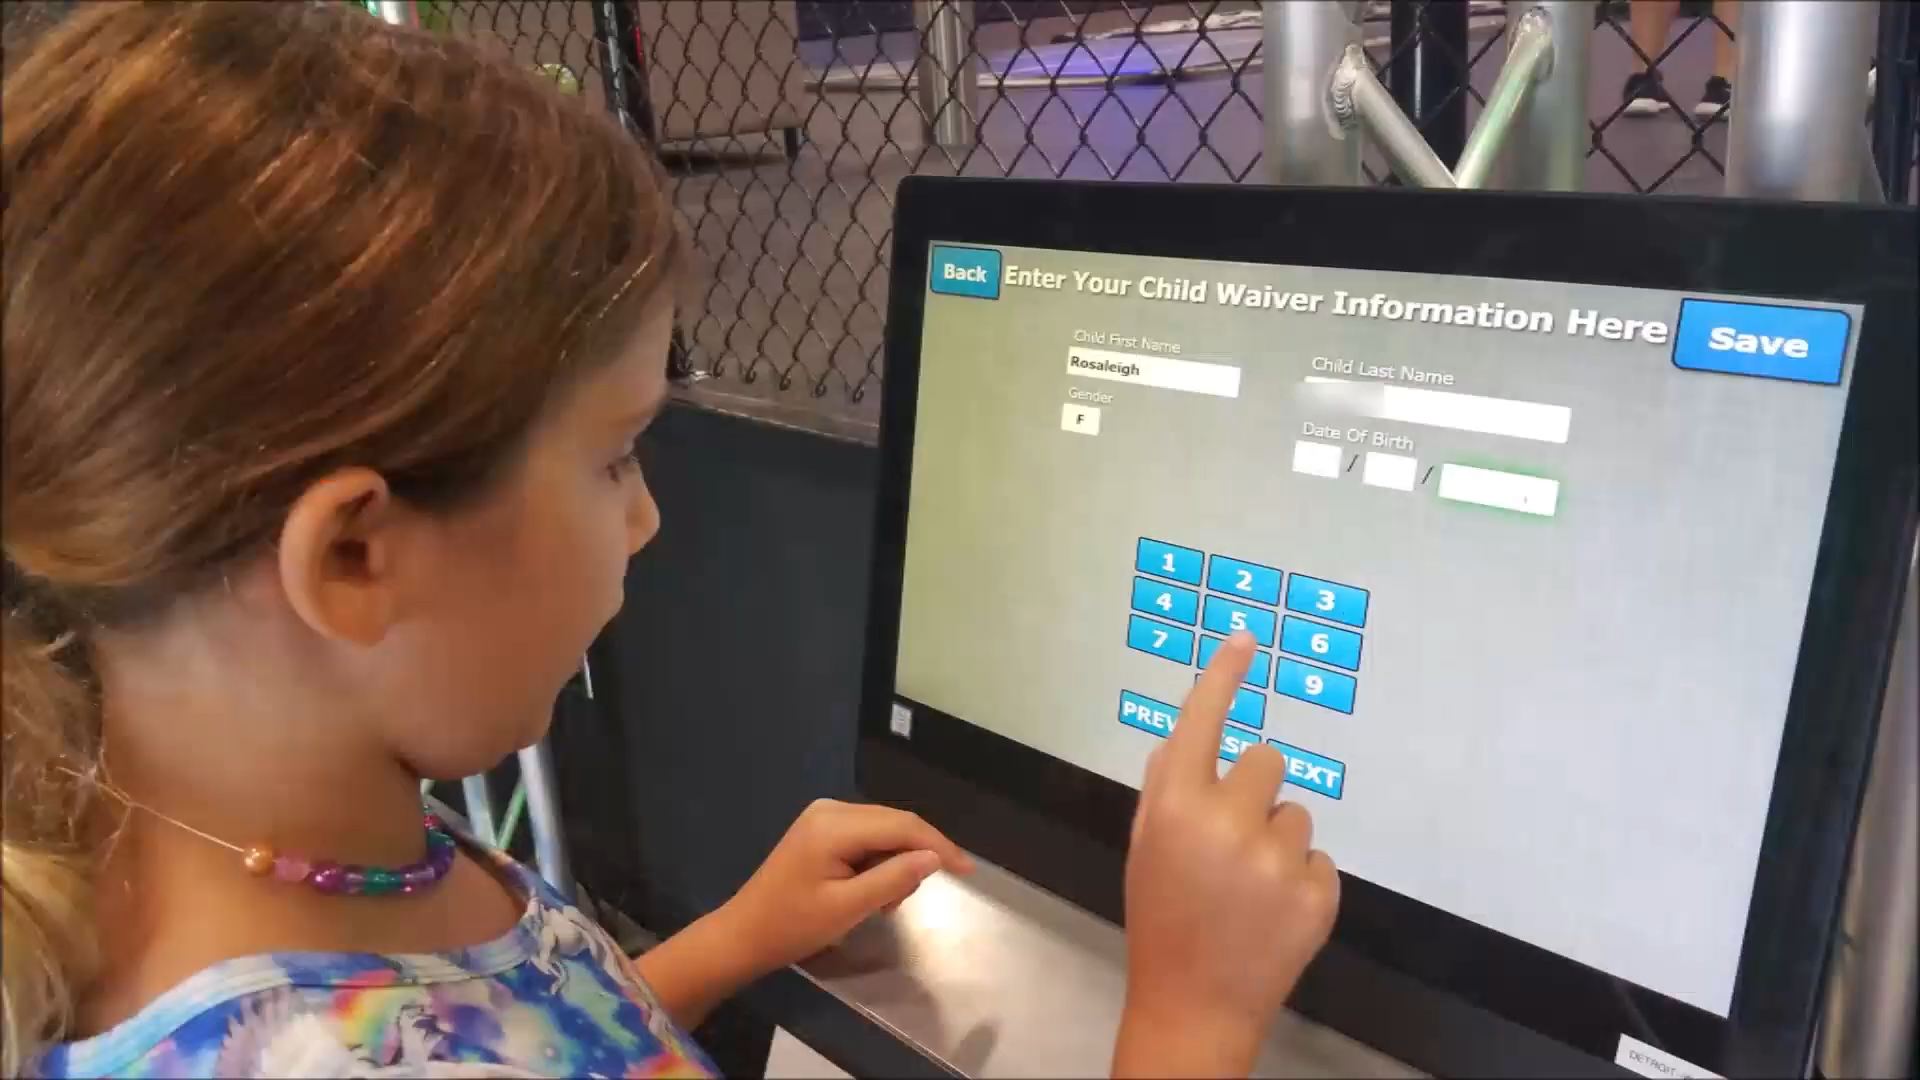 Back
Enter Your Child Waiver Information Here
Save
Child First Name
Rosaleigh
Child Last Name
Gender
F
Date Of Birth
/ /
1 2 3
4 5 6
7 9
PREV NEXT